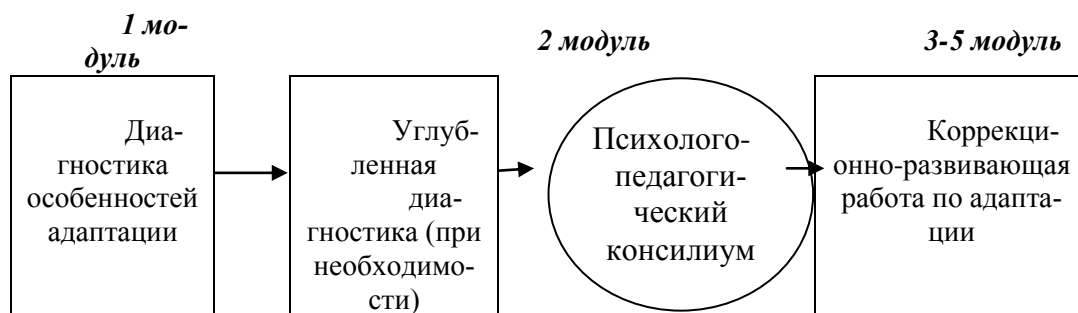 1 мо-
дуль
2 модуль
3-5 модуль
Диа-
гностика
особенностей
адаптации
Углуб-
ленная
диа-
гностика (при
необходимо-
сти)
Психолого-
педагоги-
ческий
консилиум
Коррекци-
онно-развивающая
работа по адапта-
ции